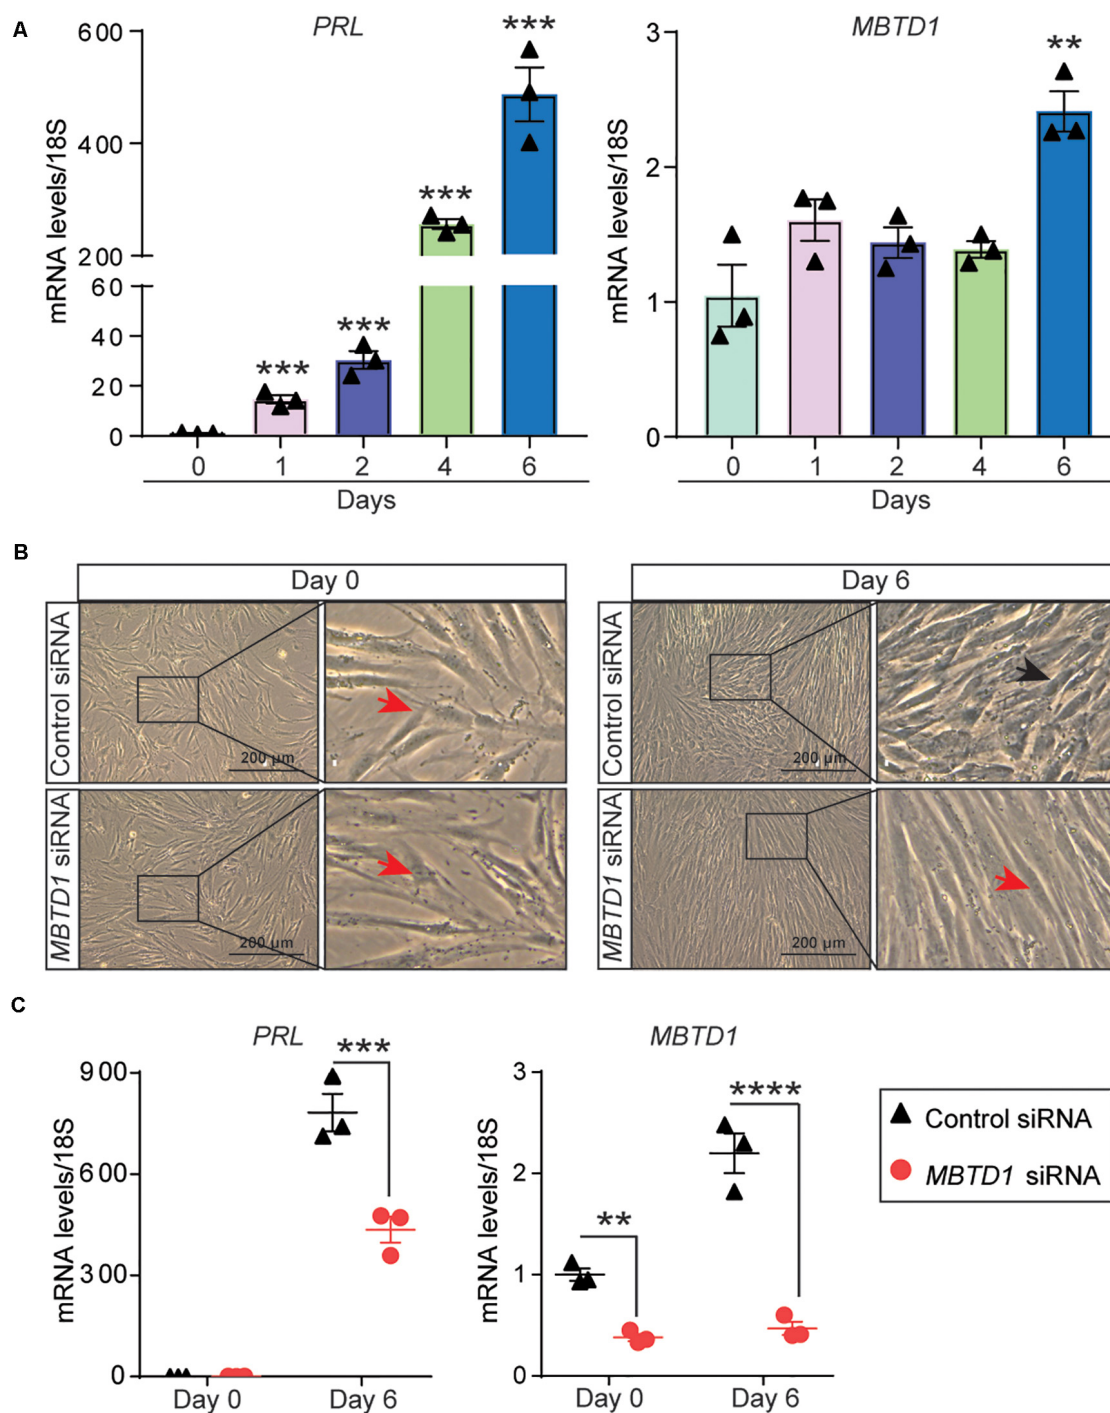 A
PRL
MBTD1
mRNA levels/18S
600
400
200
60
40
20
0
***
***
***
***
0 1 2 4 6
Days
mRNA levels/18S
3
2
1
0
**
0 1 2 4 6
Days
B
Day 0
Day 6
Control siRNA
200 µm
MBTD1 siRNA
200 µm
Control siRNA
200 µm
MBTD1 siRNA
200 µm
C
PRL
mRNA levels/18S
900
600
300
0
***
Day 0 Day 6
MBTD1
mRNA levels/18S
3
2
1
0
**
****
Day 0 Day 6
Control siRNA
MBTD1 siRNA